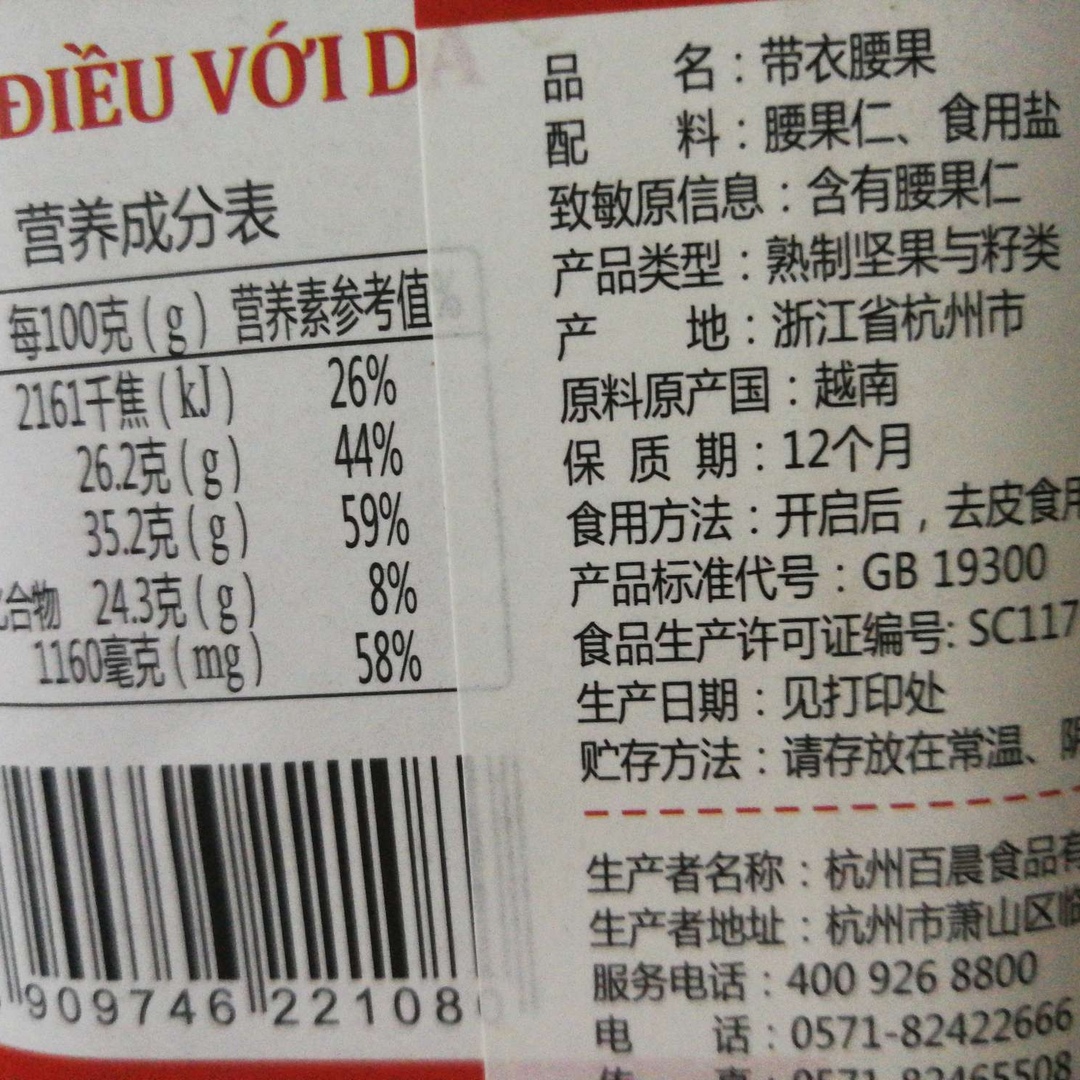 ĐIỀU VỚI D
营养成分表
每100克(g) 营养素参考值
2161千焦(kJ) 26%
26.2克(g) 44%
35.2克(g) 59%
合物 24.3克(g) 8%
1160毫克(mg) 58%
909746 221080
品 名：带衣腰果
配 料：腰果仁、食用盐
致敏原信息：含有腰果仁
产品类型：熟制坚果与籽类
产 地：浙江省杭州市
原料原产国：越南
保 质 期：12个月
食用方法：开启后，去皮食用
产品标准代号：GB 19300
食品生产许可证编号: SC117
生产日期：见打印处
贮存方法：请存放在常温、阴
生产者名称：杭州百晨食品有
生产者地址：杭州市萧山区临
服务电话：400 926 8800
电 话：0571-82422666
传 真：0571-82465508